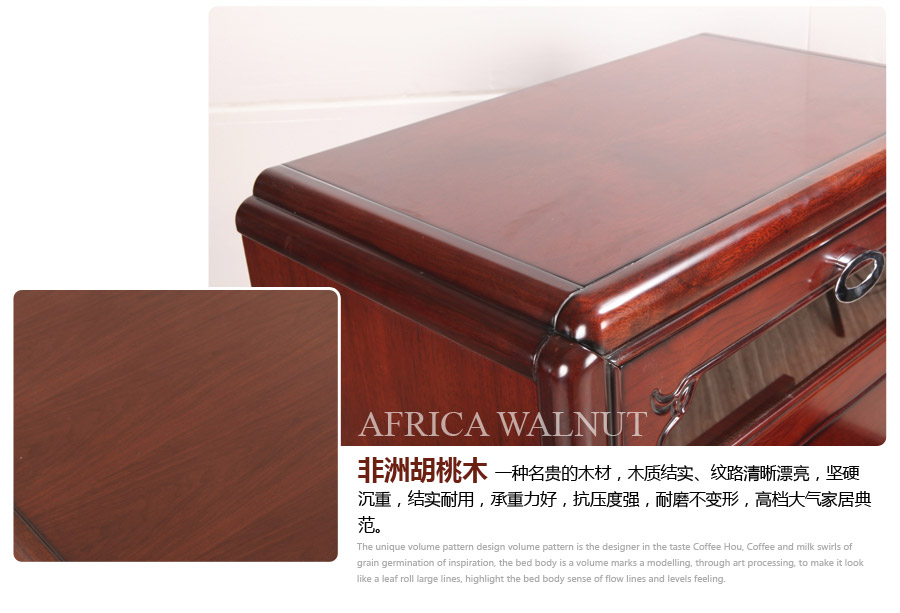 AFRICA WALNUT
非洲胡桃木 一种名贵的木材，木质结实、纹路清晰漂亮，坚硬
沉重，结实耐用，承重力好，抗压度强，耐磨不变形，高档大气家居典
范。
The unique volume pattern design volume pattern is the designer in the taste Coffee Hou, Coffee and milk swirls of
grain germination of inspiration, the bed body is a volume marks a modelling, through art processing, to make it look
like a leaf roll large lines, highlight the bed body sense of flow lines and levels feeling.